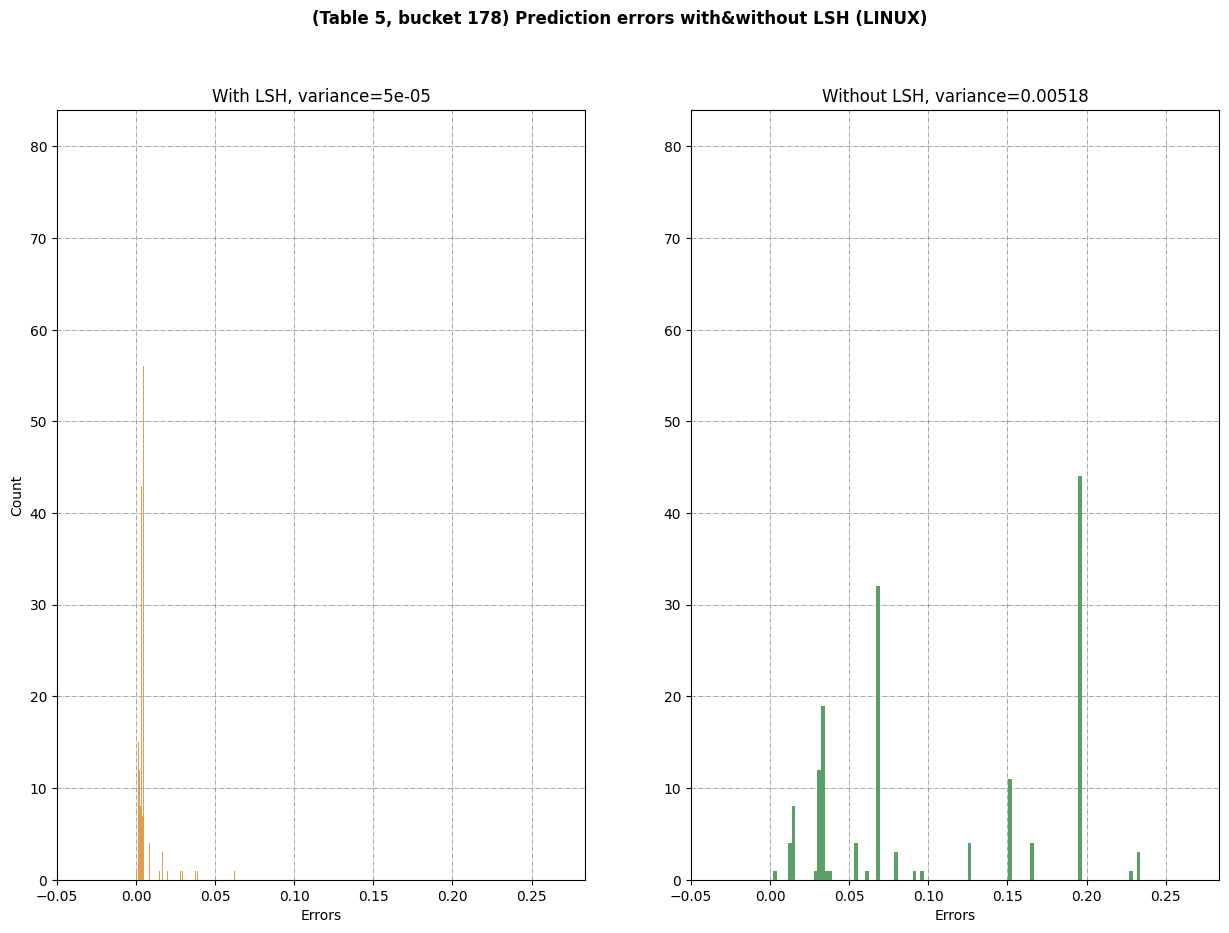 (Table 5, bucket 178) Prediction errors with&without LSH (LINUX)
With LSH, variance=5e-05
Count
80
70
60
50
40
30
20
10
0
−0.05 0.00 0.05 0.10 0.15 0.20 0.25
Errors
Without LSH, variance=0.00518
80
70
60
50
40
30
20
10
0
−0.05 0.00 0.05 0.10 0.15 0.20 0.25
Errors